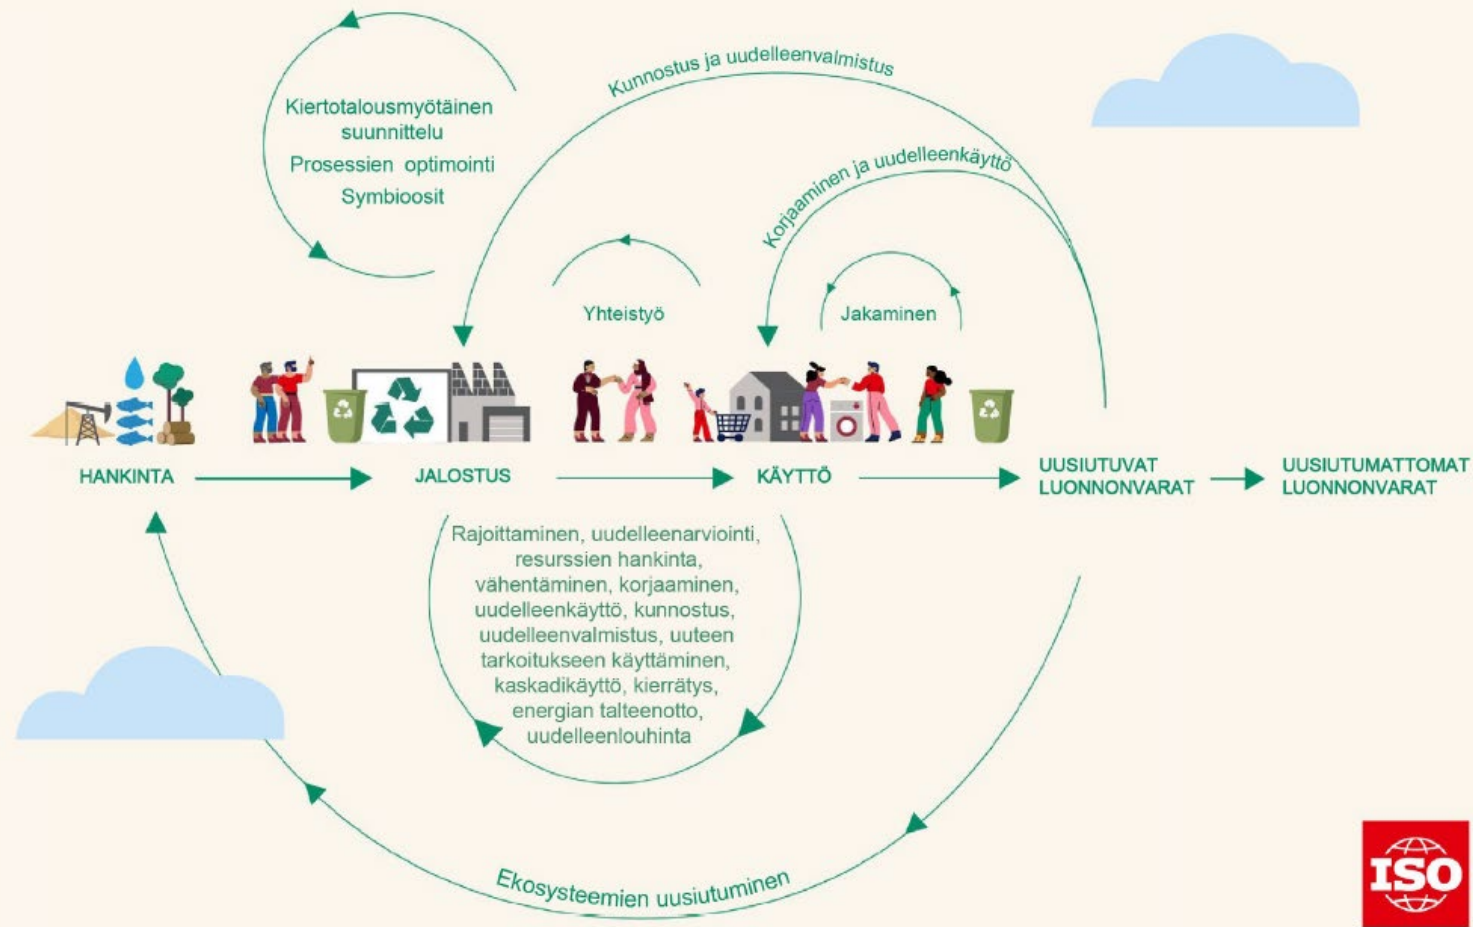 Kiertotalousmyötäinen
suunnittelu
Prosessien optimointi
Symbioosit
Kunnostus ja uudelleenvalmistus
Korjaaminen ja uudelleenkäyttö
Yhteistyö
Jakaminen
HANKINTA
JALOSTUS
KÄYTTÖ
UUSIUTUVAT
LUONNONVARAT
UUSIUTUMATTOMAT
LUONNONVARAT
Rajoittaminen, uudelleenarviointi,
resurssien hankinta,
vähentäminen, korjaaminen,
uudelleenkäyttö, kunnostus,
uudelleenvalmistus, uuteen
tarkoitukseen käyttäminen,
kaskadikäyttö, kierrätys,
energian talteenotto,
uudelleenlouhinta
Ekosysteemien uusiutuminen
ISO